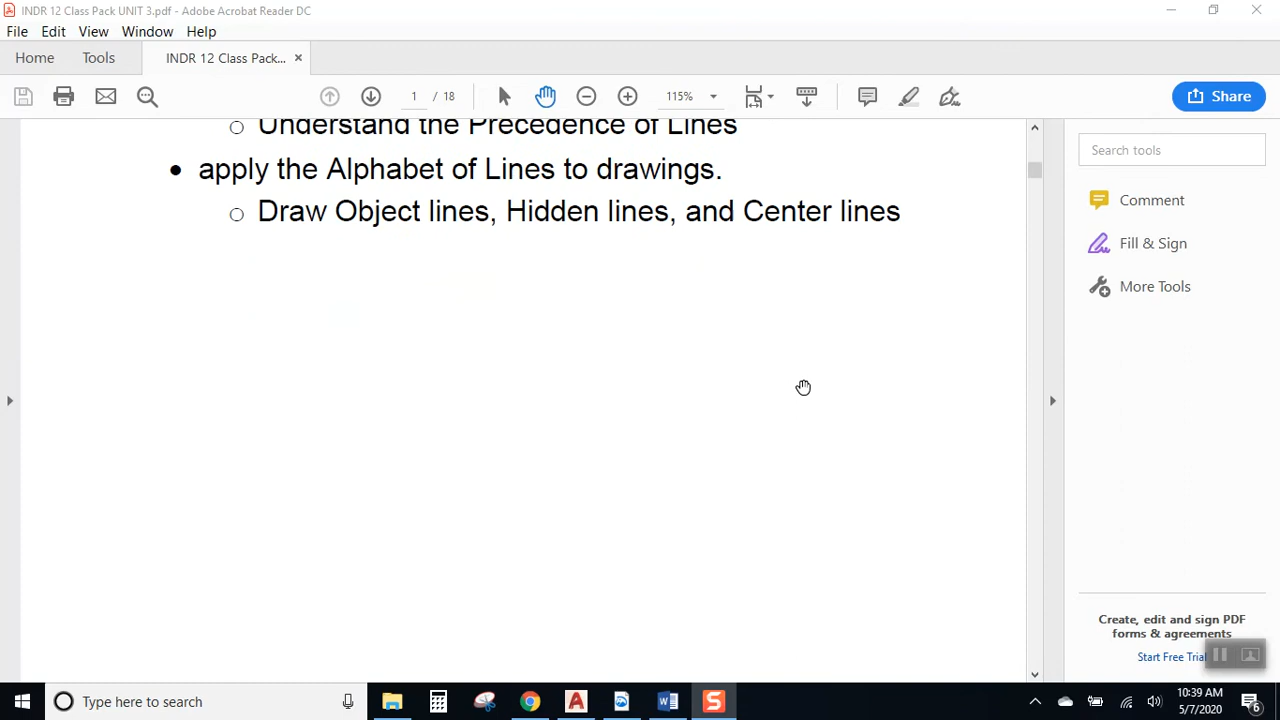 INDR 12 Class Pack UNIT 3.pdf - Adobe Acrobat Reader DC
File Edit View Window Help
Home Tools INDR 12 Class Pack... ×
1 / 18 115% Share
Understand the Precedence of Lines
apply the Alphabet of Lines to drawings.
Draw Object lines, Hidden lines, and Center lines
Search tools
Comment
Fill & Sign
More Tools
Create, edit and sign PDF
forms & agreements
Start Free Trial
Type here to search
10:39 AM
5/7/2020
6